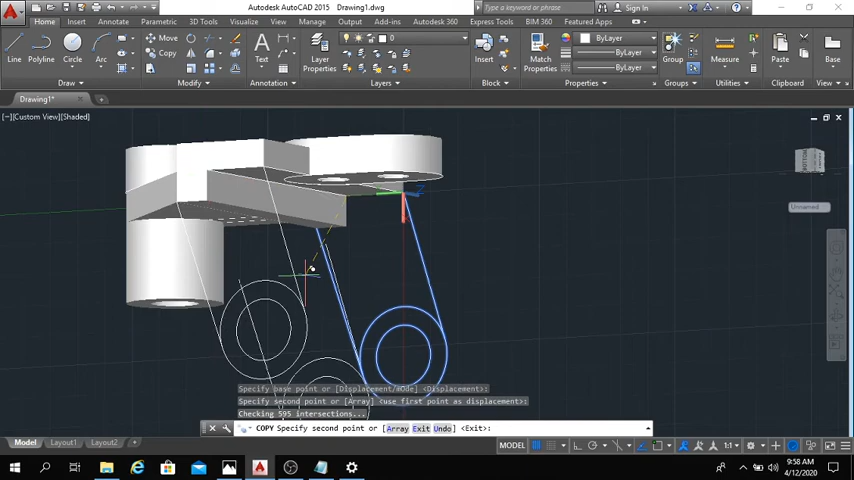 Autodesk AutoCAD 2015 Drawing1.dwg
Type a keyword or phrase
Sign In
Home Insert Annotate Parametric 3D Tools Visualize View Manage Output Add-ins Autodesk 360 Express Tools BIM 360 Featured Apps
Line Polyline Circle Arc
Move
Copy
Text
Layer Properties
0
Insert
Match Properties
ByLayer
ByLayer
ByLayer
Group
Measure
Paste
Base
Draw Modify Annotation Layers Block Properties Groups Utilities Clipboard View
Drawing1*
[−][Custom View][Shaded]
BOTTOM
Unnamed
Z
Specify base point or [Displacement/mOde] <Displacement>:
Specify second point or [Array] <use first point as displacement>:
Checking 595 intersections...
COPY Specify second point or [Array Exit Undo] <Exit>:
Model Layout1 Layout2 +
MODEL
1:1
9:58 AM
4/12/2020